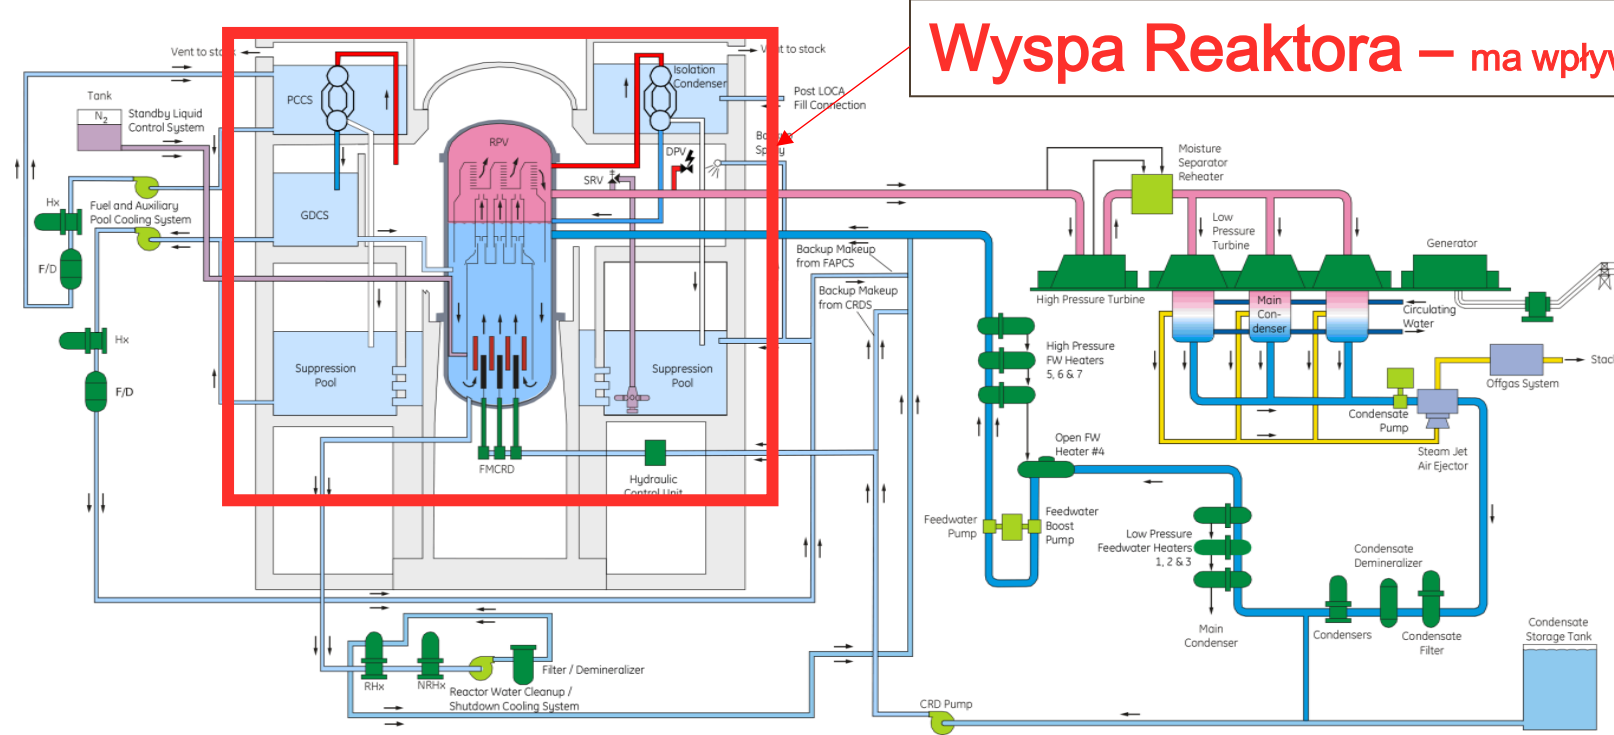 Wyspa Reaktora – ma
Vent to
Vent to stack
Isolation
Condenser
PCCS
Tank
N2
Standby Liquid
Control System
Post LOCA
Fill Connection
RPV
DPV
SRV
Moisture
Separator
Reheater
Hx
Fuel and Auxiliary
Pool Cooling System
GDCS
F/D
Low
Pressure
Turbine
Generator
Backup Makeup
from FAPCS
Backup Makeup
from CRDS
High Pressure Turbine
Main
Con-
denser
Circulating
Water
Hx
High Pressure
FW Heaters
5, 6 & 7
Suppression
Pool
Suppression
Pool
F/D
Offgas System
Condensate
Pump
Steam Jet
Air Ejector
Open FW
Heater #4
FMCRD
Hydraulic
Control Unit
Feedwater
Pump
Feedwater
Boost
Pump
Low Pressure
Feedwater Heaters
1, 2 & 3
Condensate
Demineralizer
Main
Condenser
Condensers
Condensate
Filter
Condensate
Storage Tank
RHx
NRHx
Filter / Demineralizer
Reactor Water Cleanup /
Shutdown Cooling System
CRD Pump